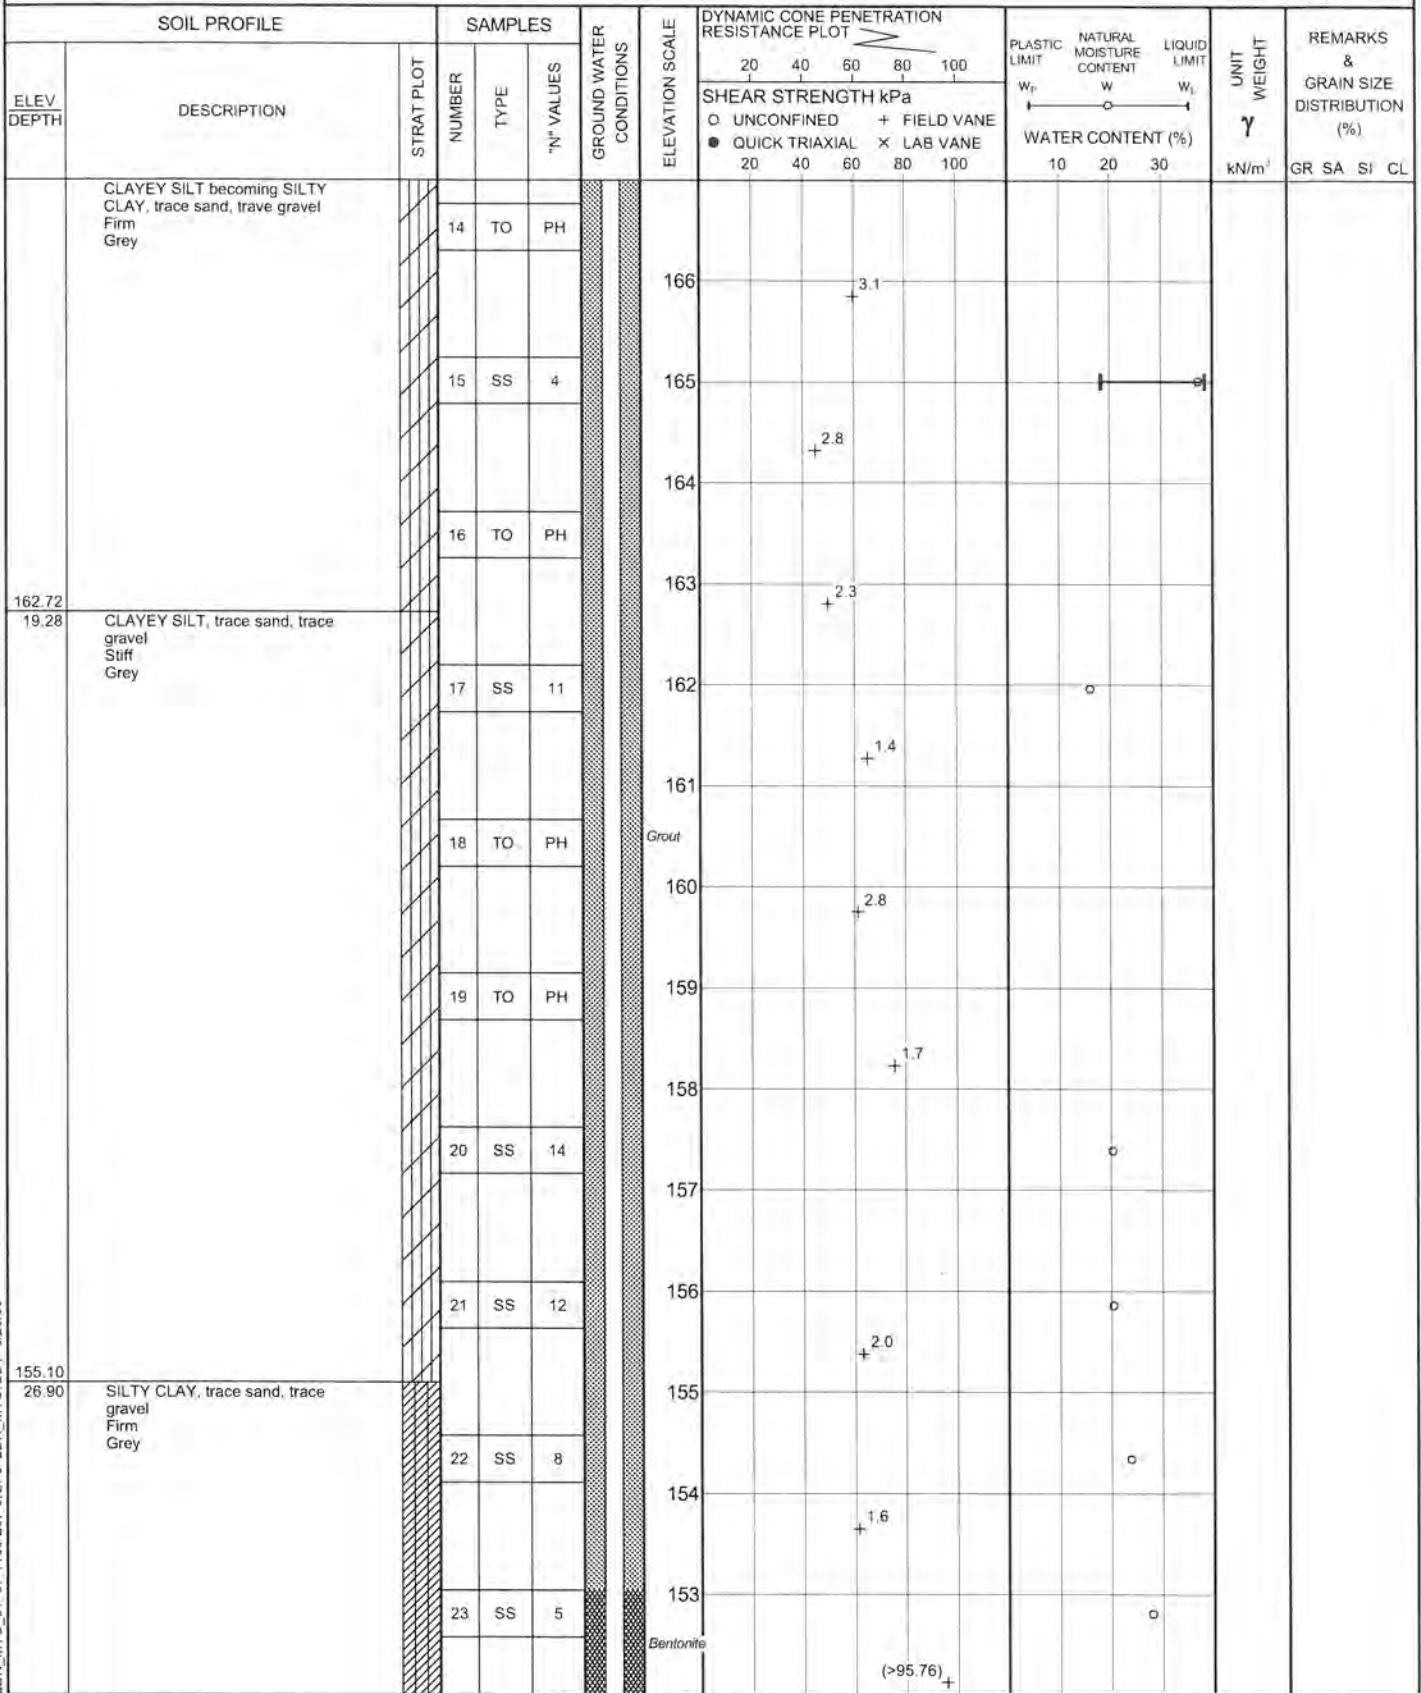 SOIL PROFILE
SAMPLES
GROUND WATER CONDITIONS
ELEVATION SCALE
DYNAMIC CONE PENETRATION
RESISTANCE PLOT
20 40 60 80 100
SHEAR STRENGTH kPa
O UNCONFINED + FIELD VANE
● QUICK TRIAXIAL × LAB VANE
20 40 60 80 100
PLASTIC LIMIT
NATURAL MOISTURE CONTENT
LIQUID LIMIT
WP W WL
WATER CONTENT (%)
10 20 30
UNIT WEIGHT
γ
kN/m³
REMARKS
&
GRAIN SIZE
DISTRIBUTION
(%)
GR SA SI CL
ELEV
DEPTH
DESCRIPTION
STRAT PLOT
NUMBER
TYPE
"N" VALUES
CLAYEY SILT becoming SILTY
CLAY, trace sand, trave gravel
Firm
Grey
14 TO PH
166
3.1
15 SS 4
165
2.8
164
16 TO PH
163
2.3
162.72
19.28
CLAYEY SILT, trace sand, trace
gravel
Stiff
Grey
17 SS 11
162
1.4
161
18 TO PH
Grout
160
2.8
19 TO PH
159
1.7
158
20 SS 14
157
21 SS 12
156
2.0
155.10
26.90
SILTY CLAY, trace sand, trace
gravel
Firm
Grey
155
22 SS 8
154
1.6
153
23 SS 5
Bentonite
(>95.76)